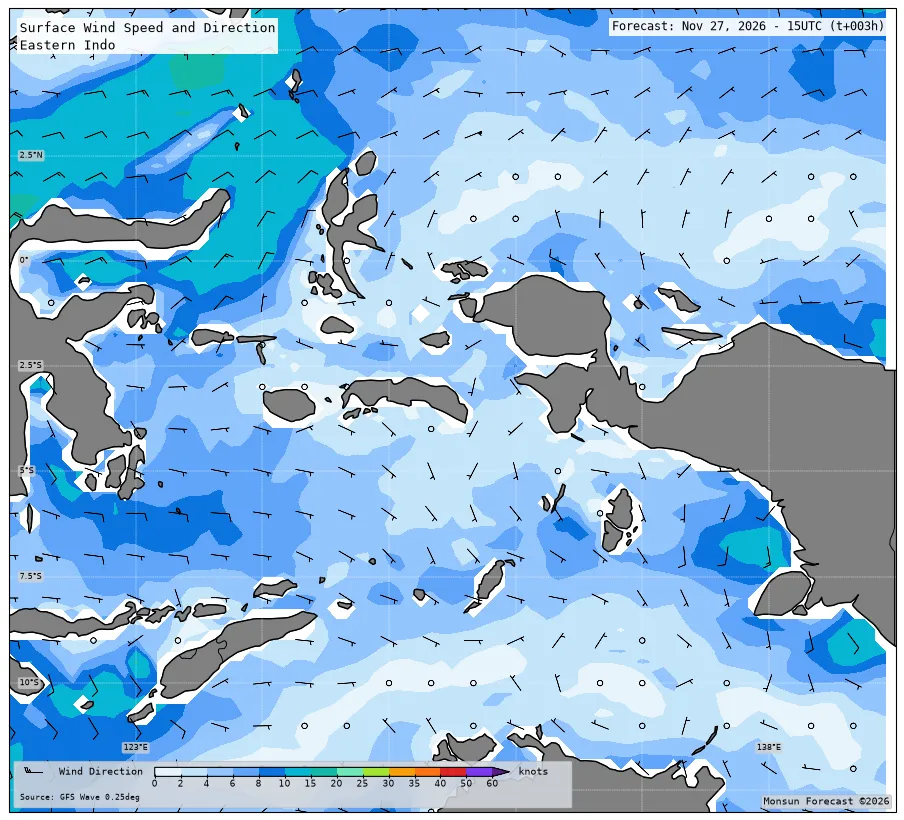 Surface Wind Speed and Direction
Eastern Indo
Forecast: Nov 27, 2026 - 15UTC (t+003h)
2.5°N
0°
2.5°S
5°S
7.5°S
10°S
123°E
138°E
Wind Direction
0 2 4 6 8 10 15 20 25 30 35 40 50 60
knots
Source: GFS Wave 0.25deg
Monsun Forecast ©2026